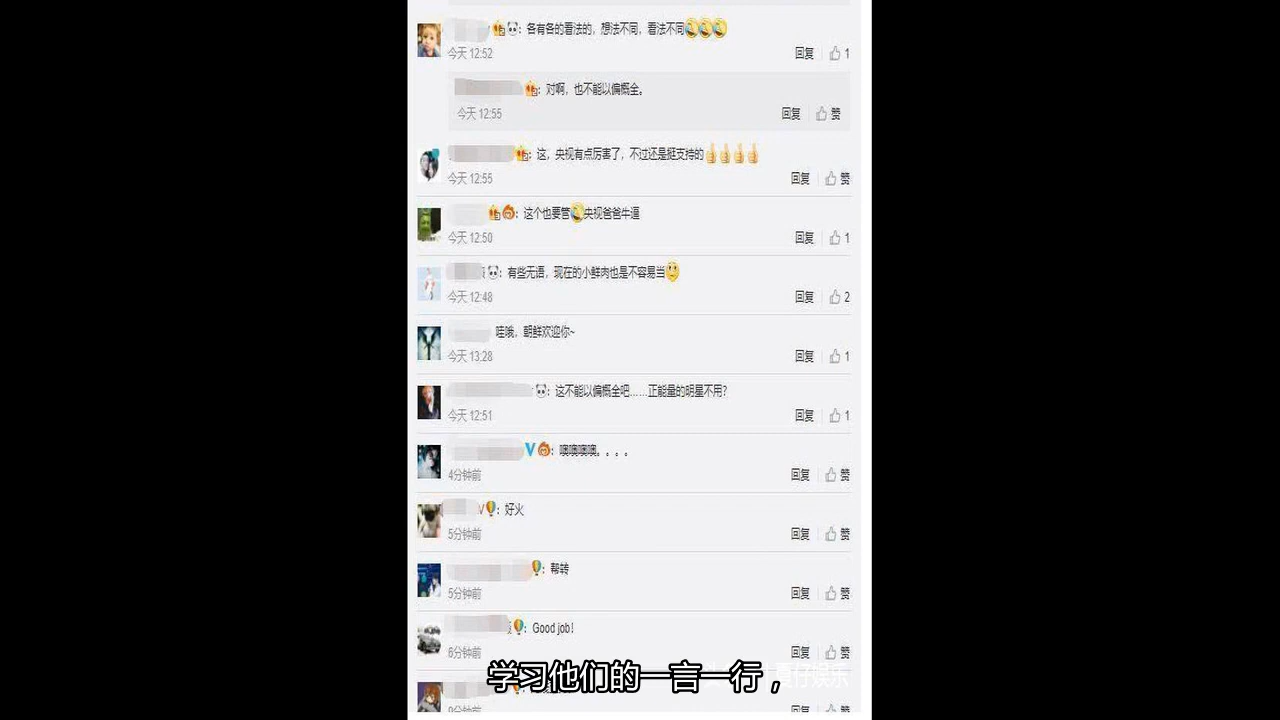 : 各有各的看法的，想法不同，看法不同
今天 12:52 回复 1
: 对啊，也不能以偏概全。
今天 12:55 回复 赞
: 这，央视有点厉害了，不过还是挺支持的
今天 12:55 回复 赞
: 这个也要管央视爸爸牛逼
今天 12:50 回复 1
: 有些无语，现在的小鲜肉也是不容易当
今天 12:48 回复 2
哇哦，朝鲜欢迎你~
今天 13:28 回复 1
: 这不能以偏概全吧……正能量的明星不用？
今天 12:51 回复 1
V : 噢噢噢噢。。。。
4分钟前 回复 赞
V : 好火
5分钟前 回复 赞
: 帮转
5分钟前 回复 赞
: Good job！
6分钟前 回复 赞
学习他们的一言一行，
回复 赞